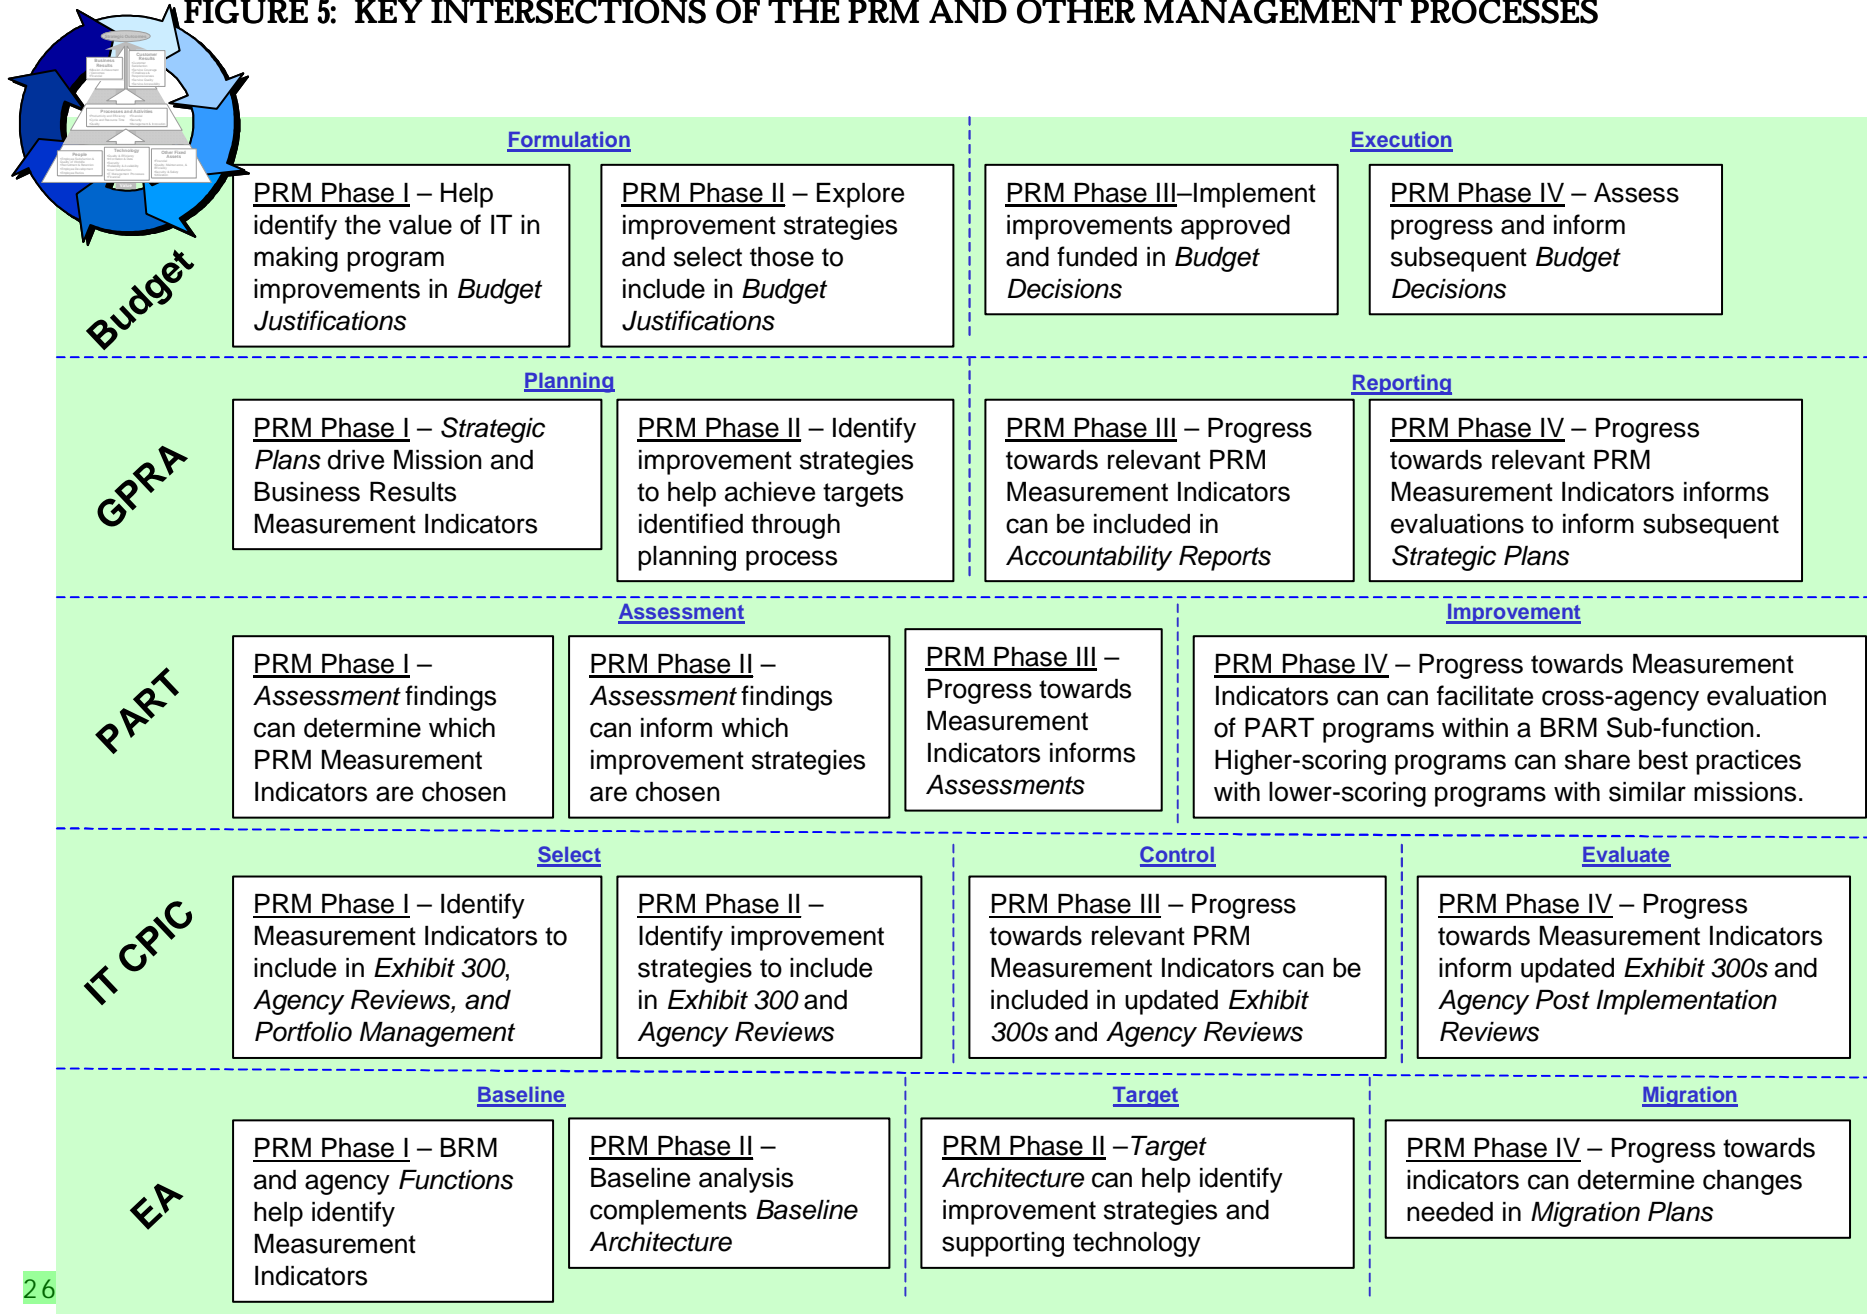 FIGURE 5: KEY INTERSECTIONS OF THE PRM AND OTHER MANAGEMENT PROCESSES
Business
Results
Customer
Results
Processes and Activities
People
Technology
Other Fixed
Assets
Budget
Formulation
PRM Phase I – Help
identify the value of IT in
making program
improvements in Budget
Justifications
PRM Phase II – Explore
improvement strategies
and select those to
include in Budget
Justifications
Execution
PRM Phase III–Implement
improvements approved
and funded in Budget
Decisions
PRM Phase IV – Assess
progress and inform
subsequent Budget
Decisions
GPRA
Planning
PRM Phase I – Strategic
Plans drive Mission and
Business Results
Measurement Indicators
PRM Phase II – Identify
improvement strategies
to help achieve targets
identified through
planning process
Reporting
PRM Phase III – Progress
towards relevant PRM
Measurement Indicators
can be included in
Accountability Reports
PRM Phase IV – Progress
towards relevant PRM
Measurement Indicators informs
evaluations to inform subsequent
Strategic Plans
PART
Assessment
PRM Phase I –
Assessment findings
can determine which
PRM Measurement
Indicators are chosen
PRM Phase II –
Assessment findings
can inform which
improvement strategies
are chosen
PRM Phase III –
Progress towards
Measurement
Indicators informs
Assessments
Improvement
PRM Phase IV – Progress towards Measurement
Indicators can can facilitate cross-agency evaluation
of PART programs within a BRM Sub-function.
Higher-scoring programs can share best practices
with lower-scoring programs with similar missions.
IT CPIC
Select
PRM Phase I – Identify
Measurement Indicators to
include in Exhibit 300,
Agency Reviews, and
Portfolio Management
PRM Phase II –
Identify improvement
strategies to include
in Exhibit 300 and
Agency Reviews
Control
PRM Phase III – Progress
towards relevant PRM
Measurement Indicators can be
included in updated Exhibit
300s and Agency Reviews
Evaluate
PRM Phase IV – Progress
towards Measurement Indicators
inform updated Exhibit 300s and
Agency Post Implementation
Reviews
EA
Baseline
PRM Phase I – BRM
and agency Functions
help identify
Measurement
Indicators
PRM Phase II –
Baseline analysis
complements Baseline
Architecture
Target
PRM Phase II –Target
Architecture can help identify
improvement strategies and
supporting technology
Migration
PRM Phase IV – Progress towards
indicators can determine changes
needed in Migration Plans
26